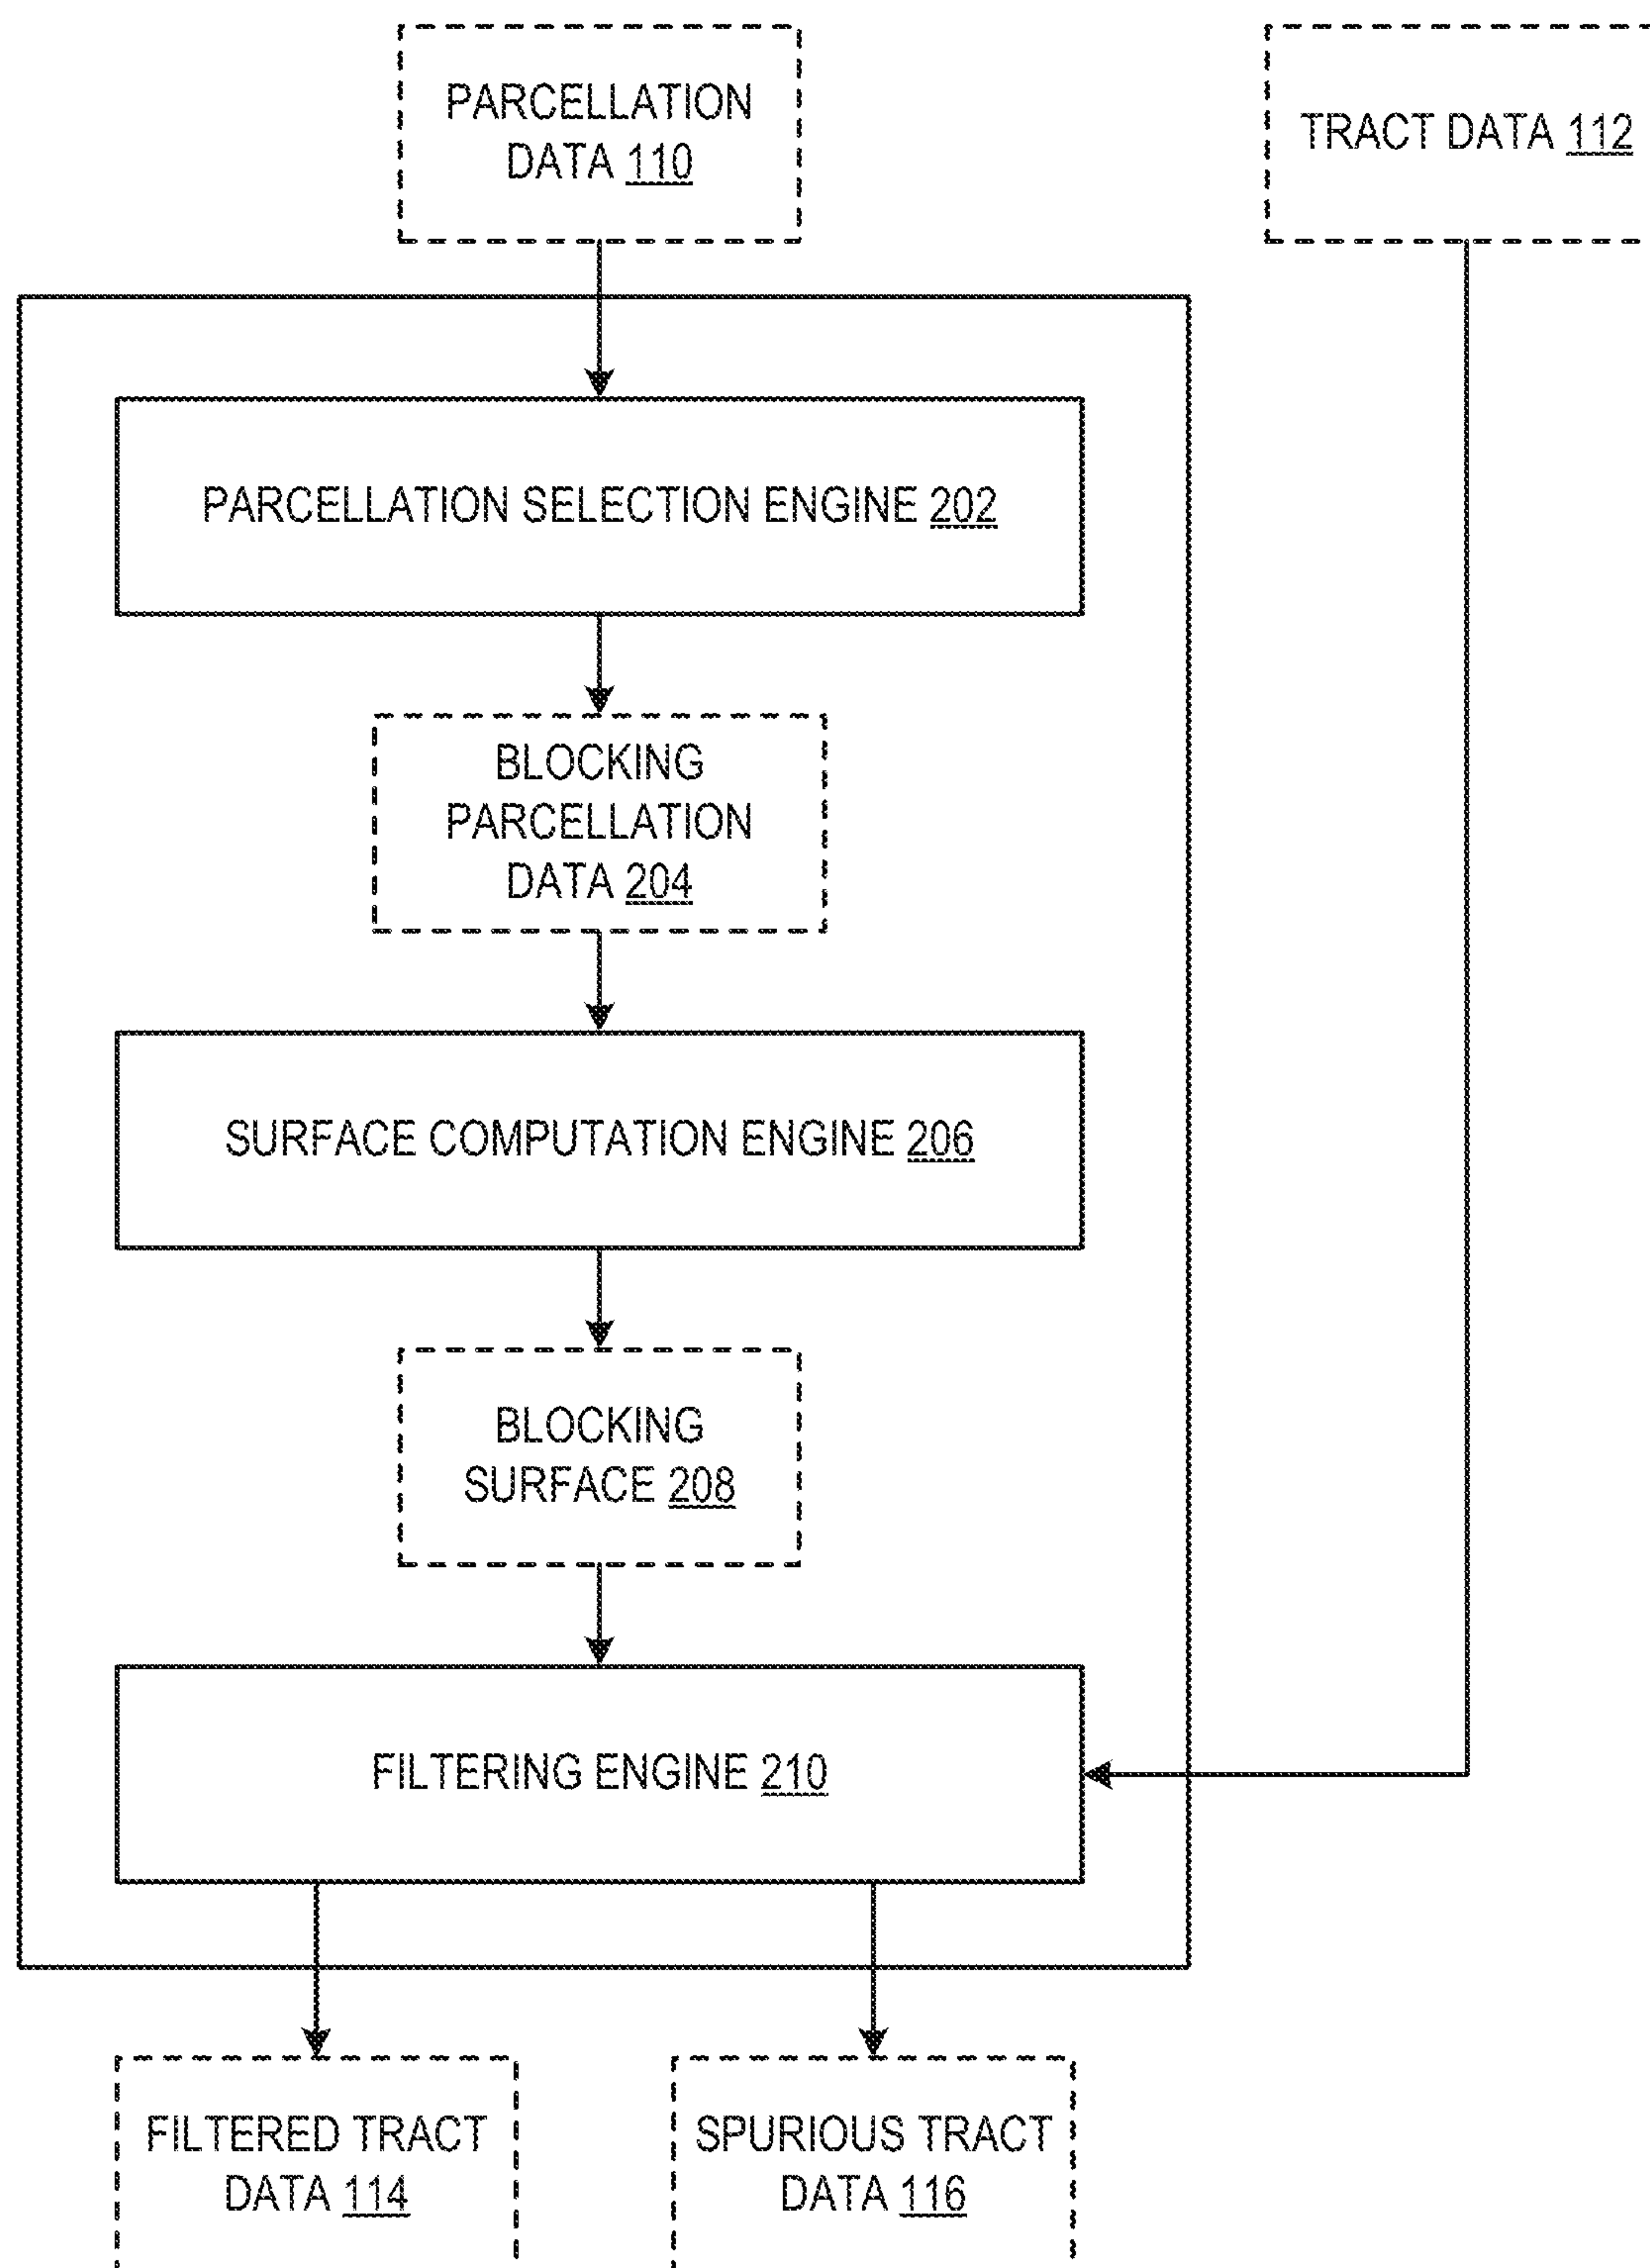 PARCELLATION
DATA 110
TRACT DATA 112
PARCELLATION SELECTION ENGINE 202
BLOCKING
PARCELLATION
DATA 204
SURFACE COMPUTATION ENGINE 206
BLOCKING
SURFACE 208
FILTERING ENGINE 210
FILTERED TRACT
DATA 114
SPURIOUS TRACT
DATA 116